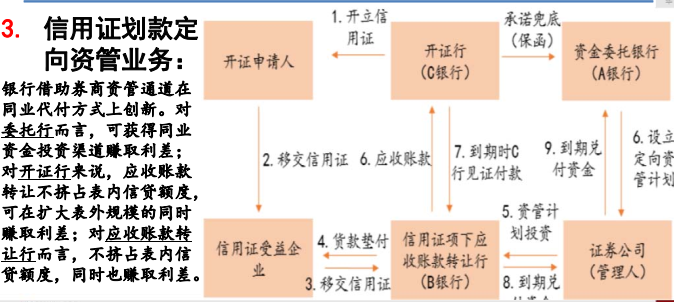 3. 信用证划款定
向资管业务：
银行借助券商资管通道在
同业代付方式上创新。对
委托行而言，可获得同业
资金投资渠道赚取利差；
对开证行来说，应收账款
转让不挤占表内信贷额度，
可在扩大表外规模的同时
赚取利差；对应收账款转
让行而言，不挤占表内信
贷额度，同时也赚取利差。
开证申请人
1.开立信
用证
开证行
（C银行）
承诺兜底
（保函）
资金委托银行
（A银行）
2.移交信用证
6.应收账款
7.到期时C
行见证付款
9.到期兑
付资金
6.设立
定向资
管计划
信用证受益企
业
4.货款垫付
3.移交信用证
信用证项下应
收账款转让行
（B银行）
5.资管计
划投资
8.到期兑
证券公司
（管理人）